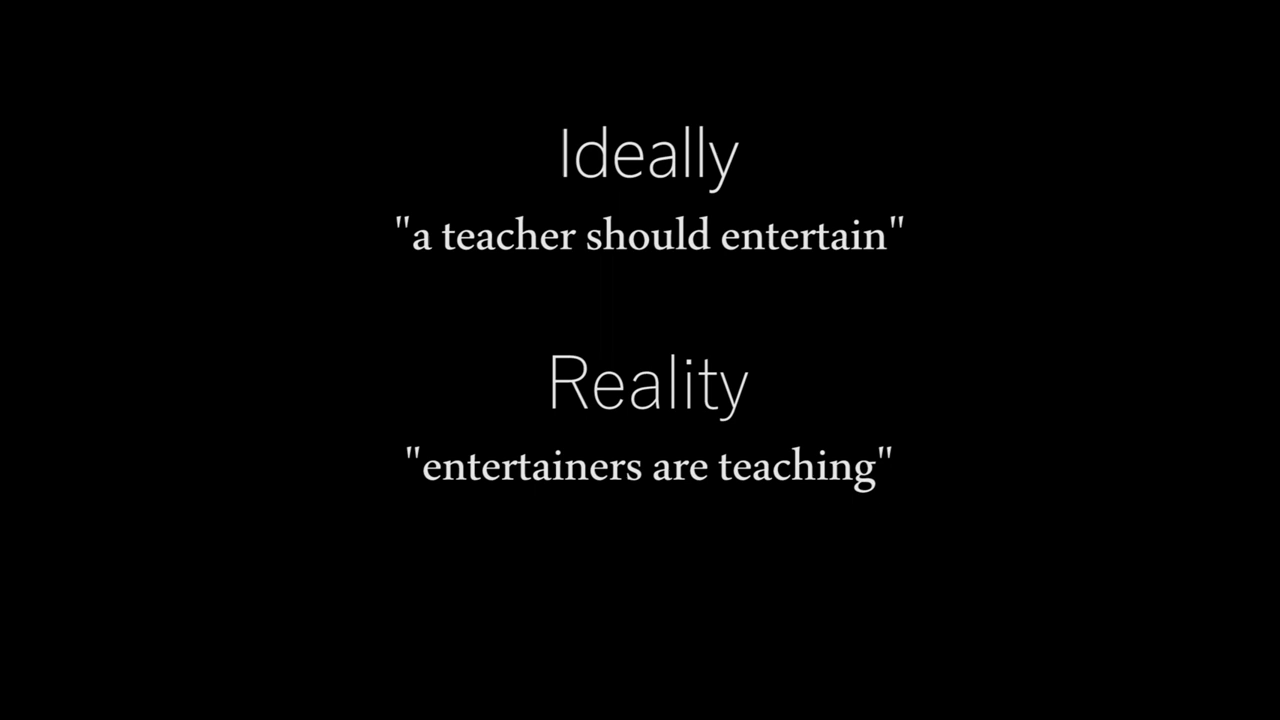 Ideally
"a teacher should entertain"
Reality
"entertainers are teaching"